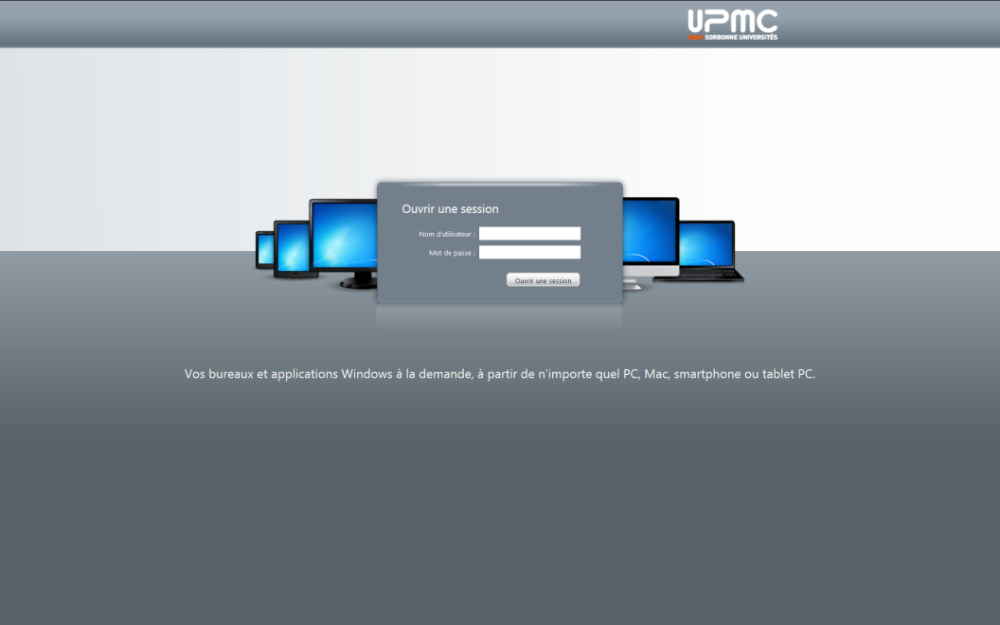 UPMC
SORBONNE UNIVERSITÉS
Ouvrir une session
Nom d'utilisateur :
Mot de passe :
Ouvrir une session
Vos bureaux et applications Windows à la demande, à partir de n'importe quel PC, Mac, smartphone ou tablet PC.